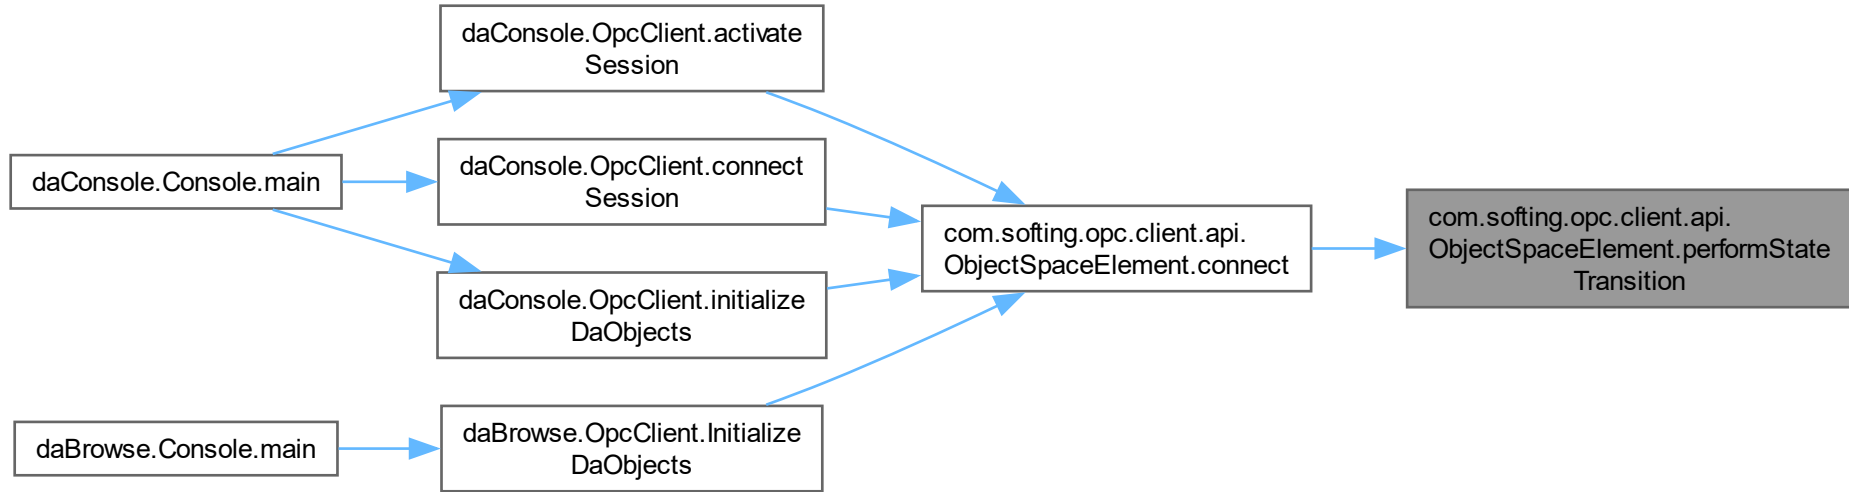 daConsole.OpcClient.activate
Session
daConsole.Console.main
daConsole.OpcClient.connect
Session
daConsole.OpcClient.initialize
DaObjects
com.softing.opc.client.api.
ObjectSpaceElement.connect
com.softing.opc.client.api.
ObjectSpaceElement.performState
Transition
daBrowse.Console.main
daBrowse.OpcClient.Initialize
DaObjects